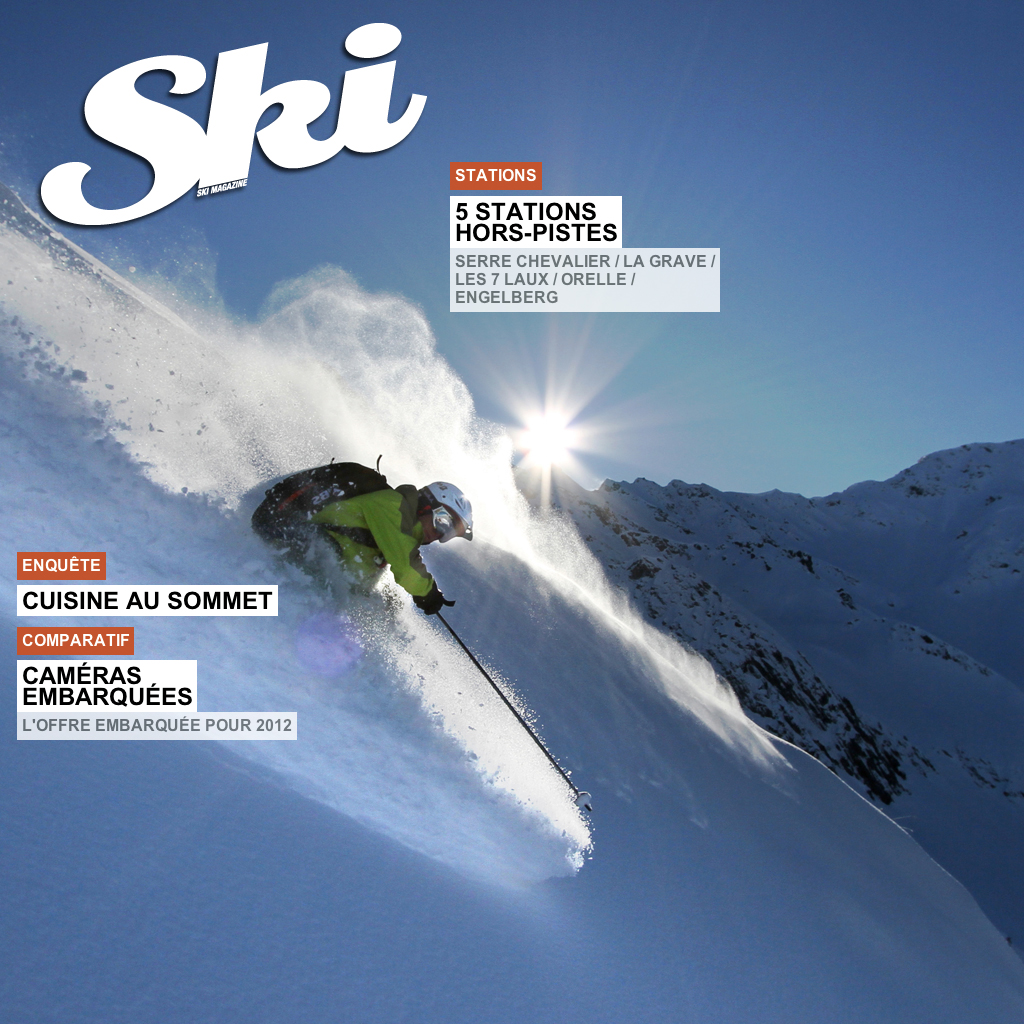 Ski
SKI MAGAZINE
STATIONS
5 STATIONS
HORS-PISTES
SERRE CHEVALIER / LA GRAVE /
LES 7 LAUX / ORELLE /
ENGELBERG
ENQUÊTE
CUISINE AU SOMMET
COMPARATIF
CAMÉRAS
EMBARQUÉES
L'OFFRE EMBARQUÉE POUR 2012